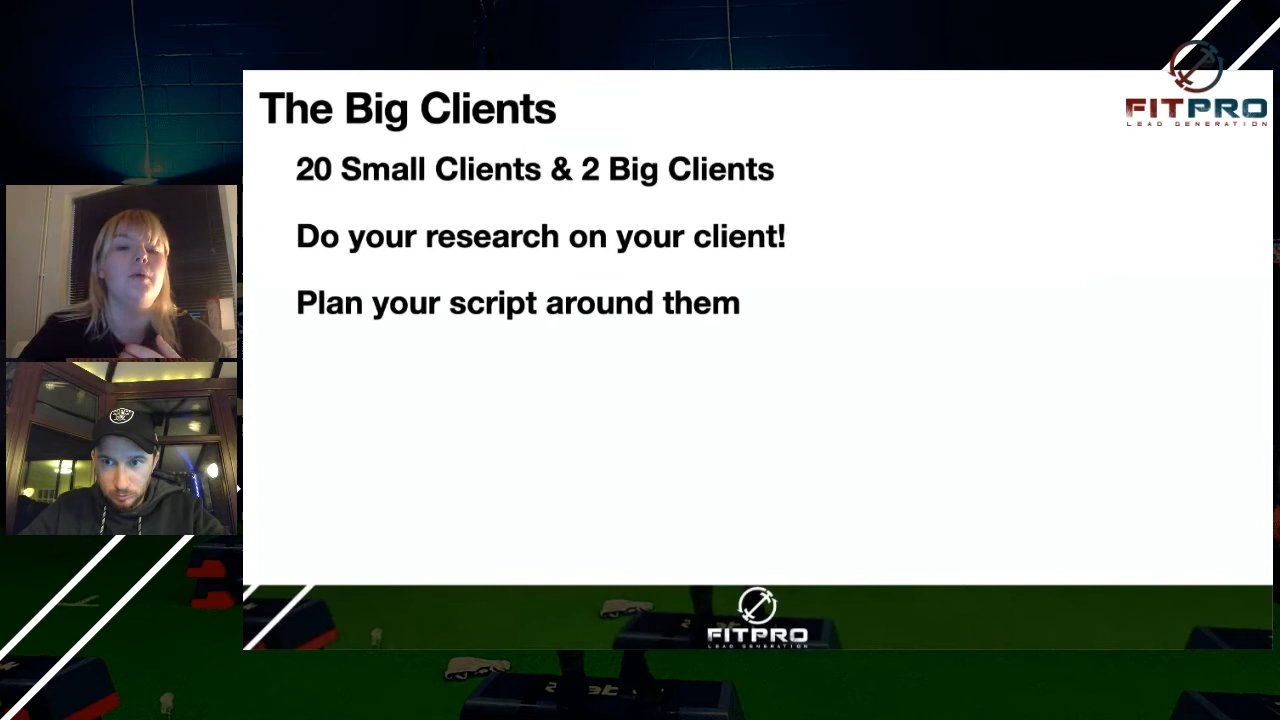 The Big Clients
FITPRO
LEAD GENERATION
20 Small Clients & 2 Big Clients
Do your research on your client!
Plan your script around them
FITPRO
LEAD GENERATION